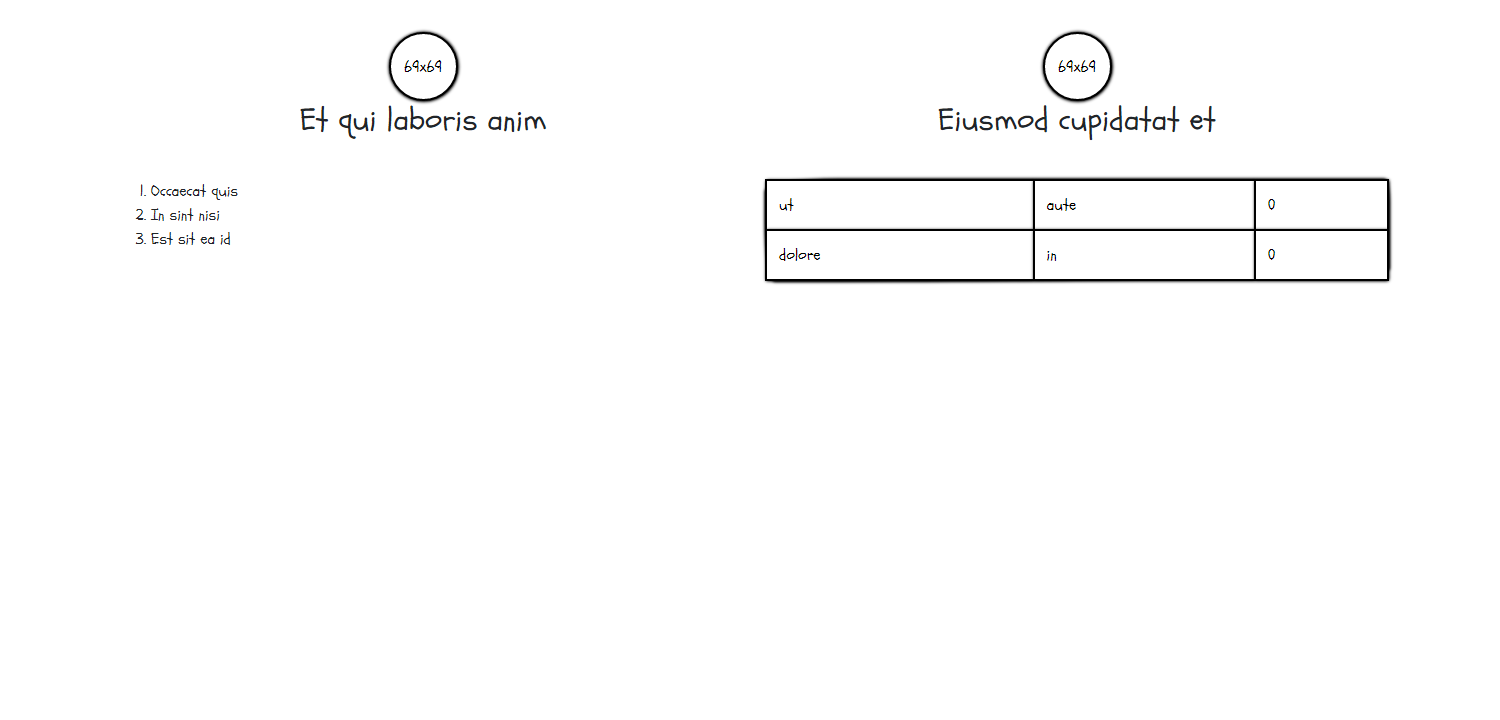 69x69
Et qui laboris anim
1. Occaecat quis
2. In sint nisi
3. Est sit ea id
69x69
Eiusmod cupidatat et
ut aute 0
dolore in 0